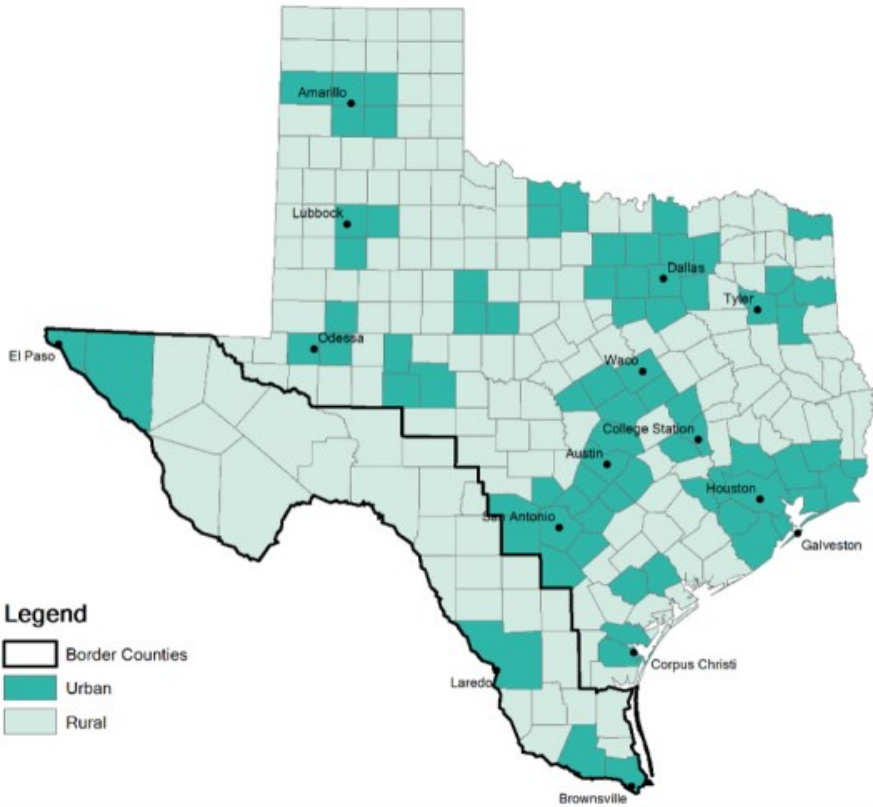 Amarillo
Lubbock
Dallas
Tyler
Odessa
El Paso
Waco
College Station
Austin
Houston
San Antonio
Galveston
Legend
Border Counties
Urban
Rural
Corpus Christi
Laredo
Brownsville